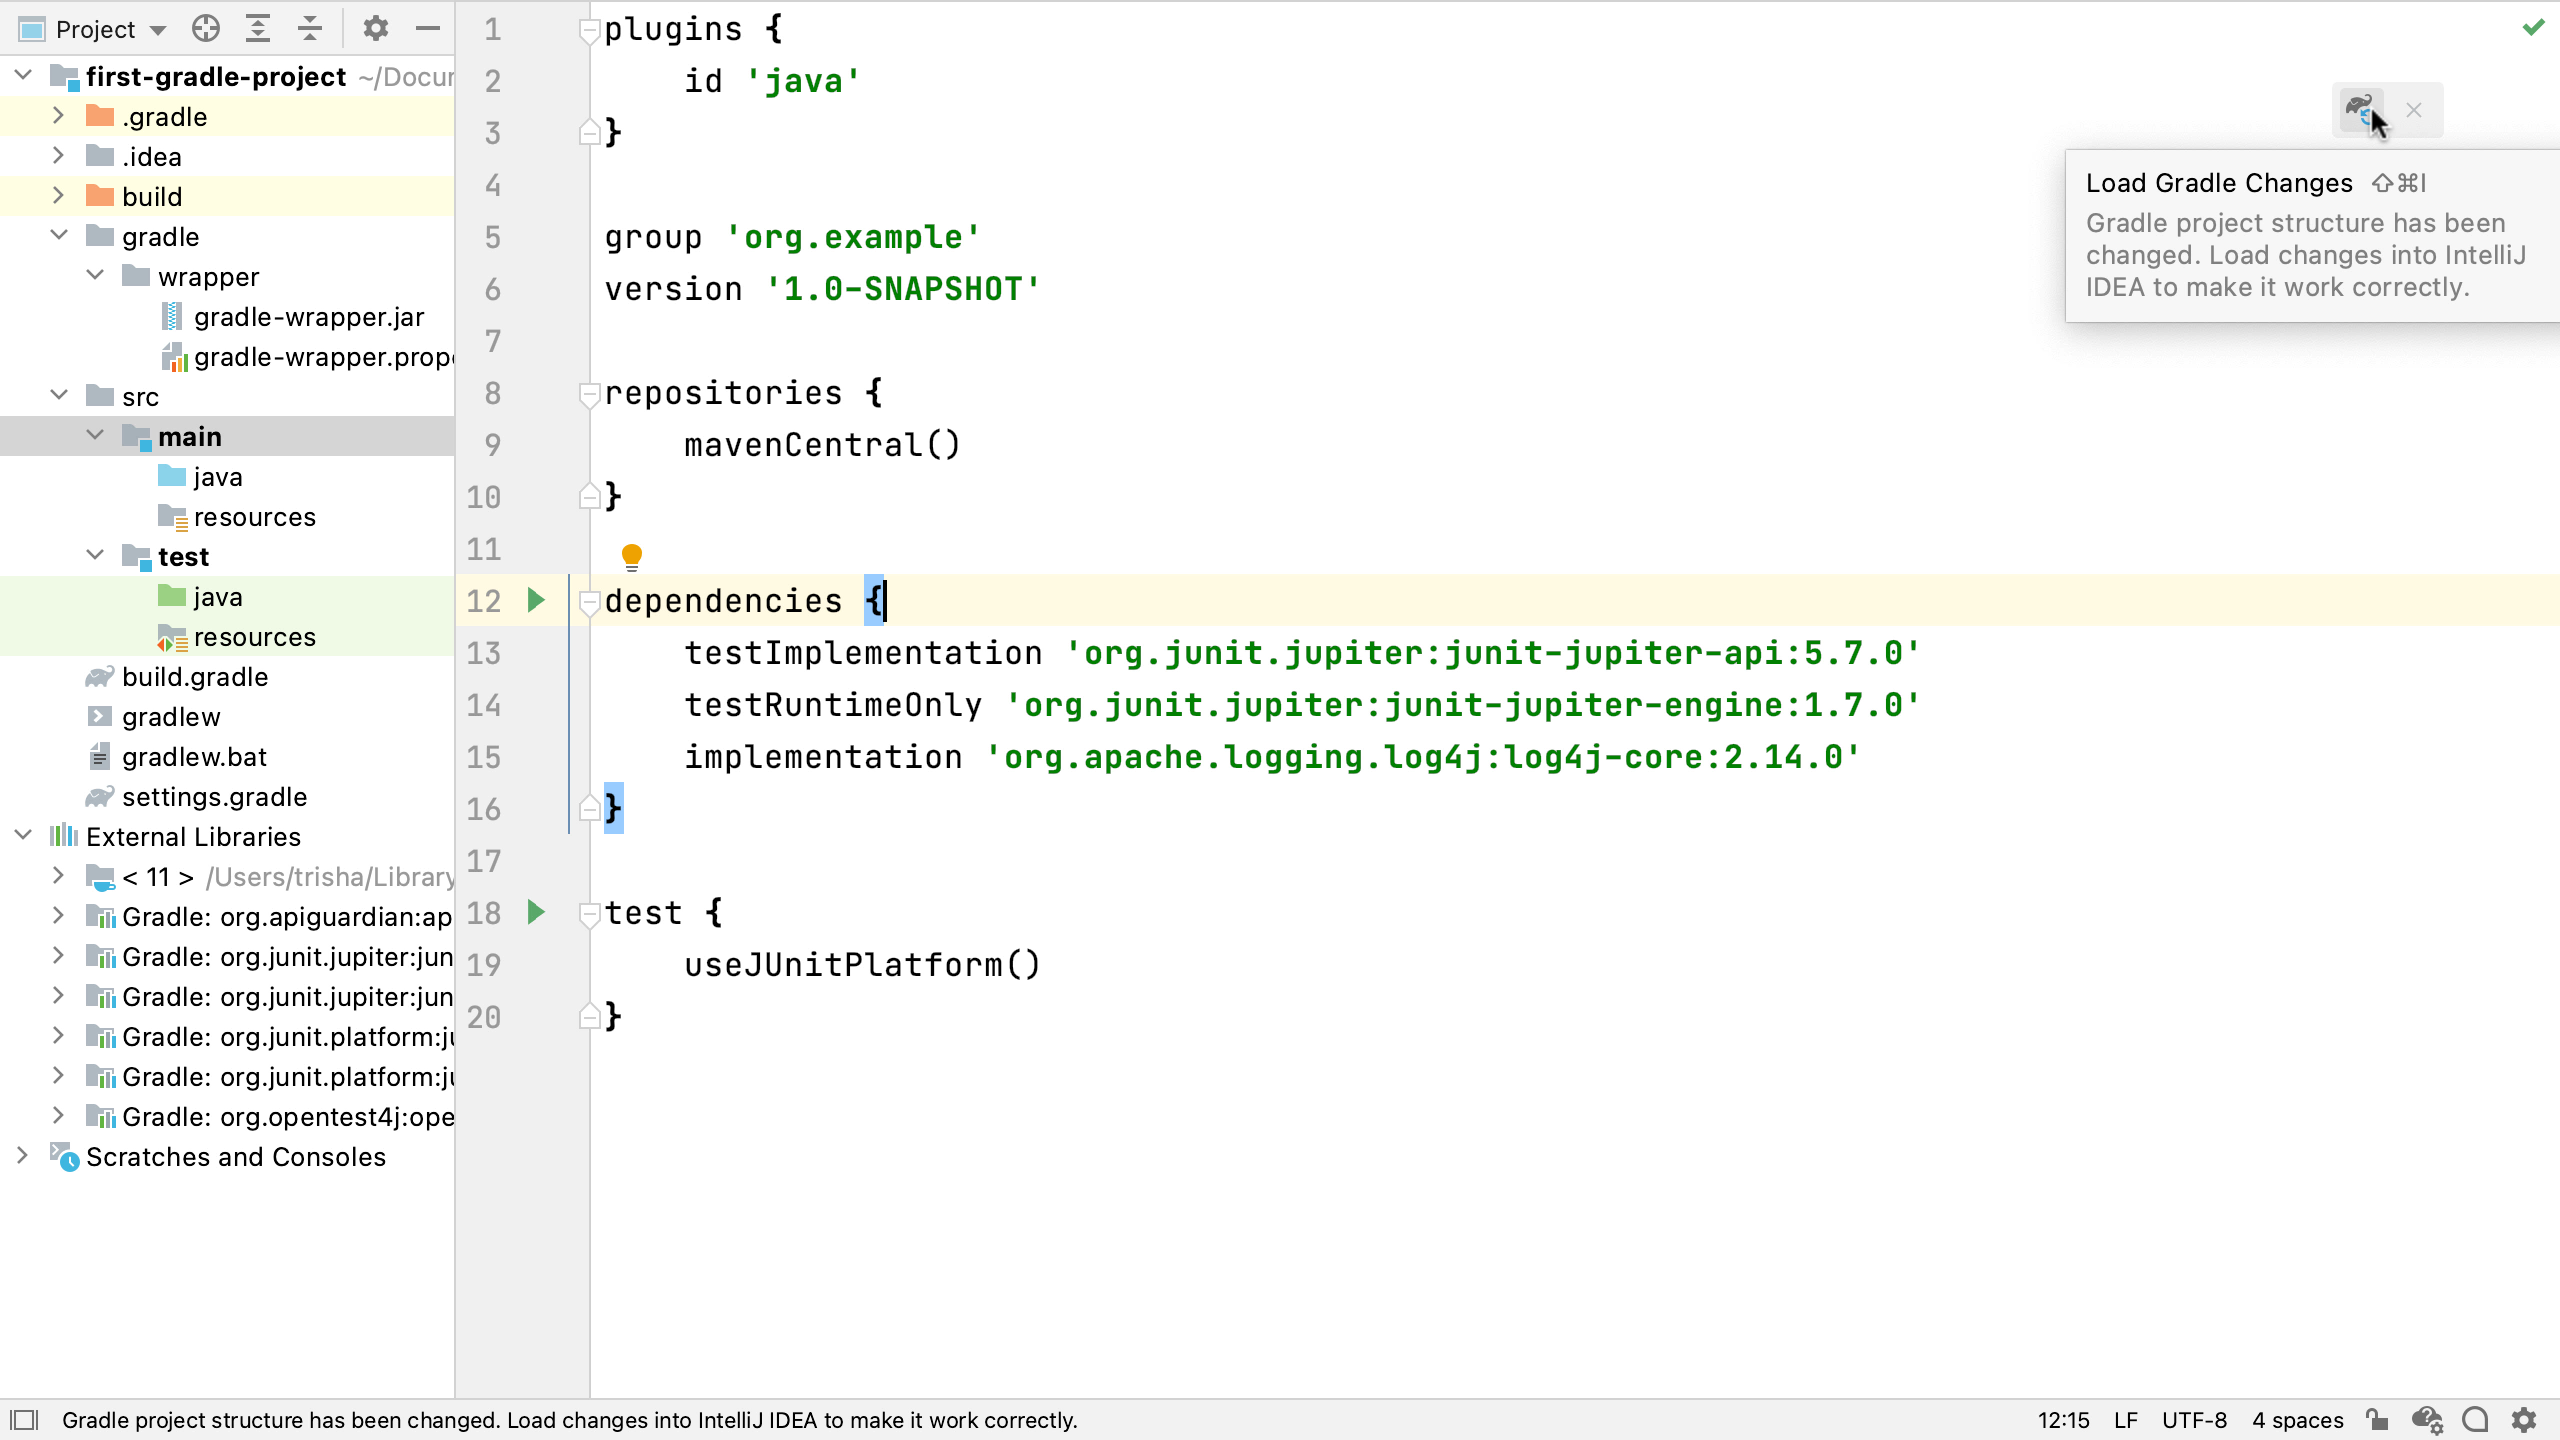 Project
first-gradle-project ~/Docu
.gradle
.idea
build
gradle
wrapper
gradle-wrapper.jar
gradle-wrapper.prop
src
main
java
resources
test
java
resources
build.gradle
gradlew
gradlew.bat
settings.gradle
External Libraries
< 11 > /Users/trisha/Library
Gradle: org.apiguardian:ap
Gradle: org.junit.jupiter:jun
Gradle: org.junit.jupiter:jun
Gradle: org.junit.platform:ju
Gradle: org.junit.platform:ju
Gradle: org.opentest4j:ope
Scratches and Consoles
1 plugins {
2 id 'java'
3 }
4
5 group 'org.example'
6 version '1.0-SNAPSHOT'
7
8 repositories {
9 mavenCentral()
10 }
11
12 dependencies {
13 testImplementation 'org.junit.jupiter:junit-jupiter-api:5.7.0'
14 testRuntimeOnly 'org.junit.jupiter:junit-jupiter-engine:1.7.0'
15 implementation 'org.apache.logging.log4j:log4j-core:2.14.0'
16 }
17
18 test {
19 useJUnitPlatform()
20 }
Load Gradle Changes ⇧⌘I
Gradle project structure has been
changed. Load changes into IntelliJ
IDEA to make it work correctly.
Gradle project structure has been changed. Load changes into IntelliJ IDEA to make it work correctly.
12:15 LF UTF-8 4 spaces